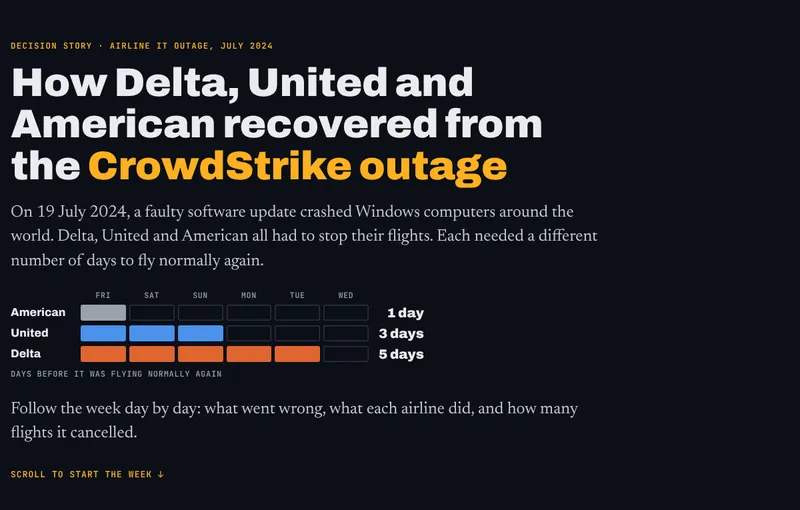 DECISION STORY · AIRLINE IT OUTAGE, JULY 2024
How Delta, United and
American recovered from
the CrowdStrike outage
On 19 July 2024, a faulty software update crashed Windows computers around the
world. Delta, United and American all had to stop their flights. Each needed a different
number of days to fly normally again.
FRI SAT SUN MON TUE WED
American 1 day
United 3 days
Delta 5 days
DAYS BEFORE IT WAS FLYING NORMALLY AGAIN
Follow the week day by day: what went wrong, what each airline did, and how many
flights it cancelled.
SCROLL TO START THE WEEK ↓